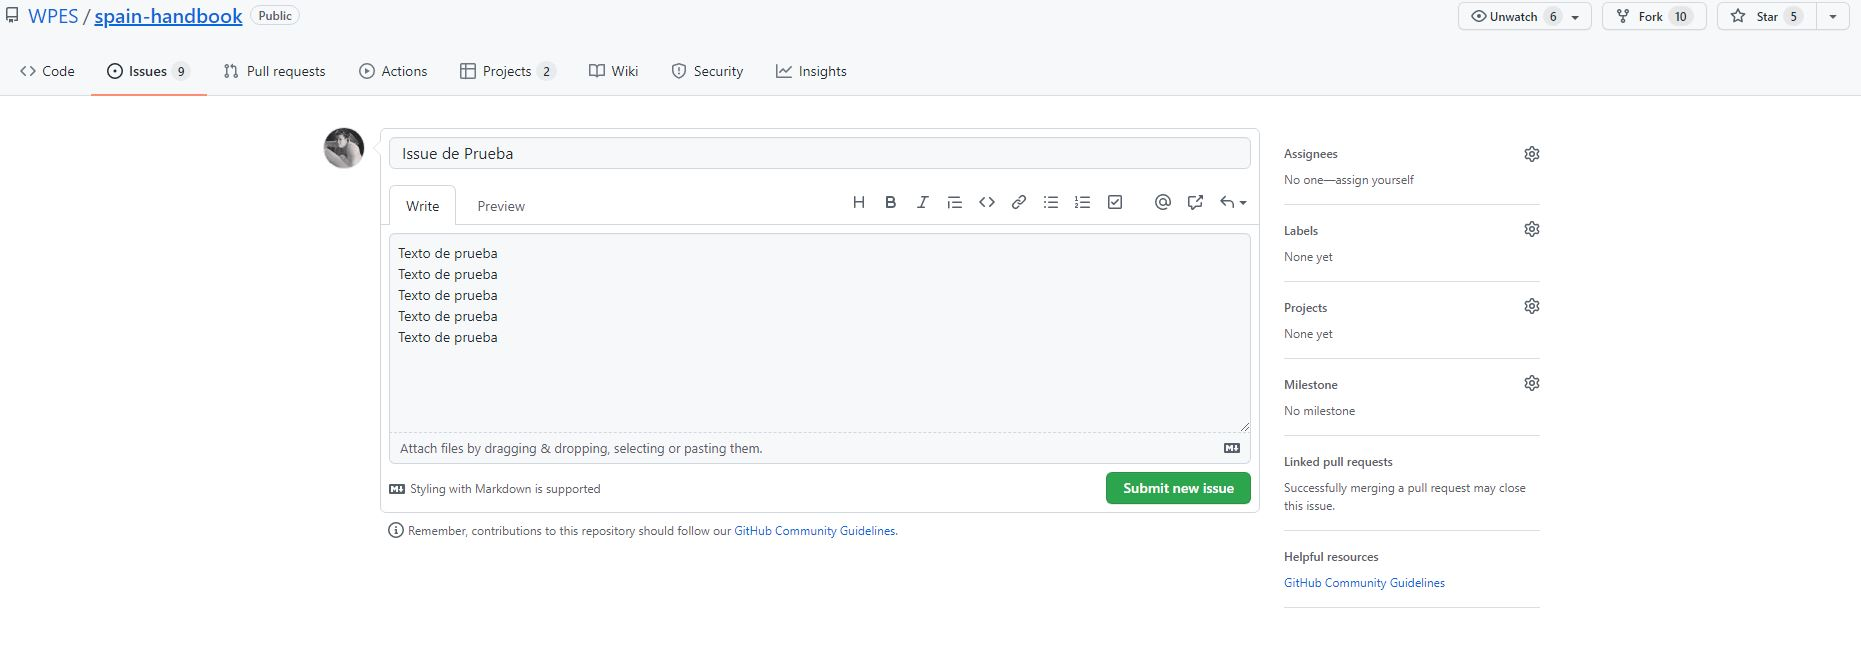 WPES / spain-handbook Public
Unwatch 6 Fork 10 Star 5
Code Issues 9 Pull requests Actions Projects 2 Wiki Security Insights
Issue de Prueba
Write Preview
Texto de prueba
Texto de prueba
Texto de prueba
Texto de prueba
Texto de prueba
Attach files by dragging & dropping, selecting or pasting them.
Styling with Markdown is supported
Submit new issue
Remember, contributions to this repository should follow our GitHub Community Guidelines.
Assignees
No one—assign yourself
Labels
None yet
Projects
None yet
Milestone
No milestone
Linked pull requests
Successfully merging a pull request may close
this issue.
Helpful resources
GitHub Community Guidelines